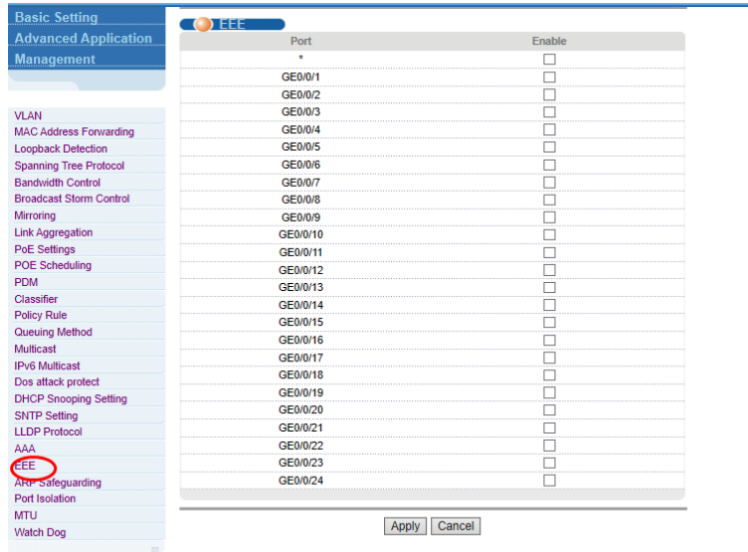 Basic Setting
Advanced Application
Management
VLAN
MAC Address Forwarding
Loopback Detection
Spanning Tree Protocol
Bandwidth Control
Broadcast Storm Control
Mirroring
Link Aggregation
PoE Settings
POE Scheduling
PDM
Classifier
Policy Rule
Queuing Method
Multicast
IPv6 Multicast
Dos attack protect
DHCP Snooping Setting
SNTP Setting
LLDP Protocol
AAA
EEE
ARP Safeguarding
Port Isolation
MTU
Watch Dog
EEE
Port Enable
*
GE0/0/1
GE0/0/2
GE0/0/3
GE0/0/4
GE0/0/5
GE0/0/6
GE0/0/7
GE0/0/8
GE0/0/9
GE0/0/10
GE0/0/11
GE0/0/12
GE0/0/13
GE0/0/14
GE0/0/15
GE0/0/16
GE0/0/17
GE0/0/18
GE0/0/19
GE0/0/20
GE0/0/21
GE0/0/22
GE0/0/23
GE0/0/24
Apply Cancel